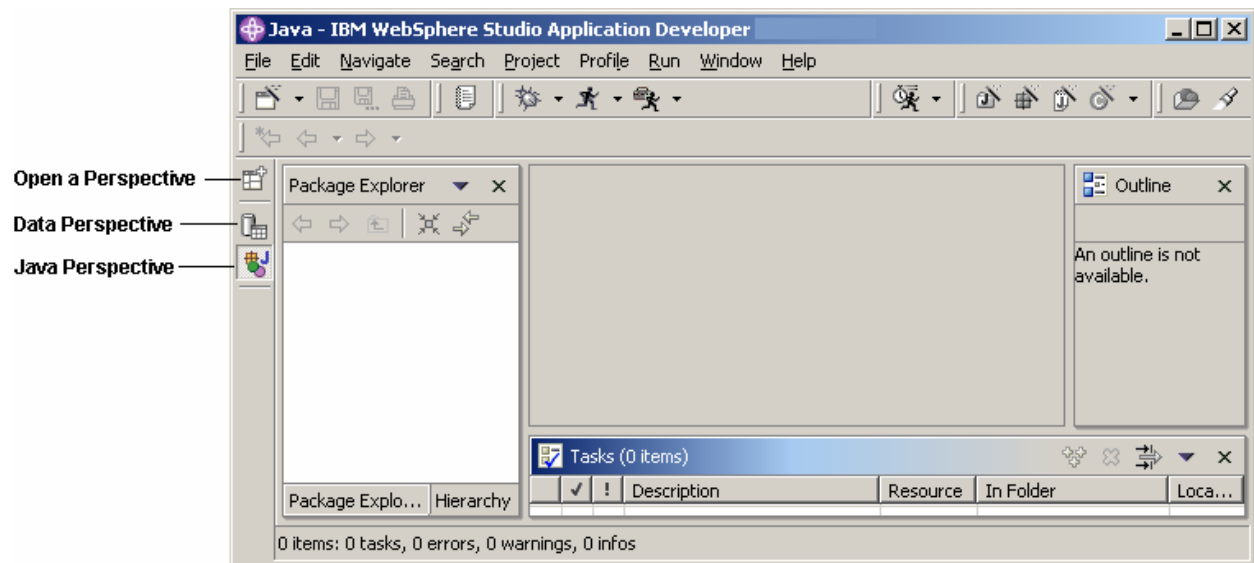 Java - IBM WebSphere Studio Application Developer
File Edit Navigate Search Project Profile Run Window Help
Open a Perspective
Data Perspective
Java Perspective
Package Explorer
Outline
An outline is not
available.
Tasks (0 items)
! Description Resource In Folder Loca...
Package Explo... Hierarchy
0 items: 0 tasks, 0 errors, 0 warnings, 0 infos